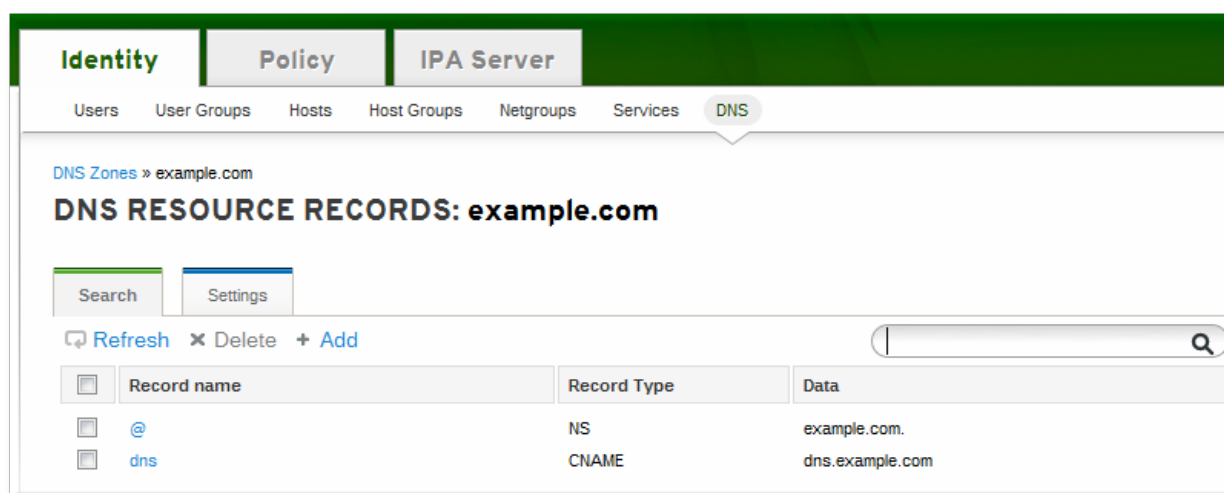 Identity Policy IPA Server
Users User Groups Hosts Host Groups Netgroups Services DNS
DNS Zones » example.com
DNS RESOURCE RECORDS: example.com
Search Settings
Refresh Delete Add
Record name Record Type Data
@ NS example.com.
dns CNAME dns.example.com